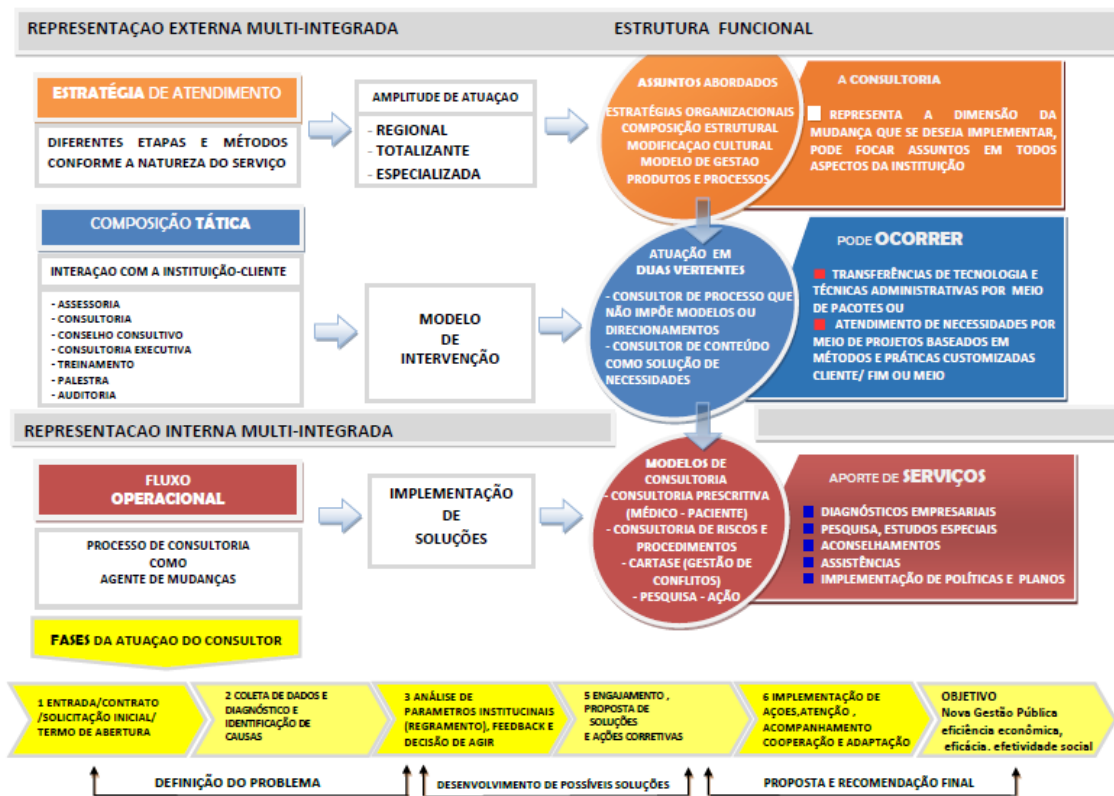 REPRESENTAÇAO EXTERNA MULTI-INTEGRADA
ESTRUTURA FUNCIONAL
ESTRATÉGIA DE ATENDIMENTO
DIFERENTES ETAPAS E MÉTODOS
CONFORME A NATUREZA DO SERVIÇO
AMPLITUDE DE ATUAÇAO
- REGIONAL
- TOTALIZANTE
- ESPECIALIZADA
ASSUNTOS ABORDADOS
ESTRATÉGIAS ORGANIZACIONAIS
COMPOSIÇÃO ESTRUTURAL
MODIFICAÇAO CULTURAL
MODELO DE GESTAO
PRODUTOS E PROCESSOS
A CONSULTORIA
REPRESENTA A DIMENSÃO DA
MUDANÇA QUE SE DESEJA IMPLEMENTAR,
PODE FOCAR ASSUNTOS EM TODOS
ASPECTOS DA INSTITUIÇÃO
COMPOSIÇÃO TÁTICA
INTERAÇAO COM A INSTITUIÇÃO-CLIENTE
- ASSESSORIA
- CONSULTORIA
- CONSELHO CONSULTIVO
- CONSULTORIA EXECUTIVA
- TREINAMENTO
- PALESTRA
- AUDITORIA
MODELO
DE
INTERVENÇÃO
ATUAÇÃO EM
DUAS VERTENTES
- CONSULTOR DE PROCESSO QUE
NÃO IMPÕE MODELOS OU
DIRECIONAMENTOS
- CONSULTOR DE CONTEÚDO
COMO SOLUÇÃO DE
NECESSIDADES
PODE OCORRER
TRANSFERÊNCIAS DE TECNOLOGIA E
TÉCNICAS ADMINISTRATIVAS POR MEIO
DE PACOTES OU
ATENDIMENTO DE NECESSIDADES POR
MEIO DE PROJETOS BASEADOS EM
MÉTODOS E PRÁTICAS CUSTOMIZADAS
CLIENTE/ FIM OU MEIO
REPRESENTACAO INTERNA MULTI-INTEGRADA
FLUXO
OPERACIONAL
PROCESSO DE CONSULTORIA
COMO
AGENTE DE MUDANÇAS
IMPLEMENTAÇÃO
DE
SOLUÇÕES
MODELOS DE
CONSULTORIA
- CONSULTORIA PRESCRITIVA
(MÉDICO - PACIENTE)
- CONSULTORIA DE RISCOS E
PROCEDIMENTOS
- CARTASE (GESTÃO DE
CONFLITOS)
- PESQUISA - AÇÃO
APORTE DE SERVIÇOS
DIAGNÓSTICOS EMPRESARIAIS
PESQUISA, ESTUDOS ESPECIAIS
ACONSELHAMENTOS
ASSISTÊNCIAS
IMPLEMENTAÇÃO DE POLÍTICAS E PLANOS
FASES DA ATUAÇAO DO CONSULTOR
1 ENTRADA/CONTRATO
/SOLICITAÇÃO INICIAL/
TERMO DE ABERTURA
2 COLETA DE DADOS E
DIAGNÓSTICO E
IDENTIFICAÇÃO DE
CAUSAS
3 ANÁLISE DE
PARAMETROS INSTITUCINAIS
(REGRAMENTO), FEEDBACK E
DECISÃO DE AGIR
5 ENGAJAMENTO ,
PROPOSTA DE
SOLUÇÕES
E AÇÕES CORRETIVAS
6 IMPLEMENTAÇÃO DE
AÇOES,ATENÇÃO ,
ACOMPANHAMENTO
COOPERAÇÃO E ADAPTAÇÃO
OBJETIVO
Nova Gestão Pública
eficiência econômica,
eficácia, efetividade social
DEFINIÇÃO DO PROBLEMA
DESENVOLVIMENTO DE POSSÍVEIS SOLUÇÕES
PROPOSTA E RECOMENDAÇÃO FINAL